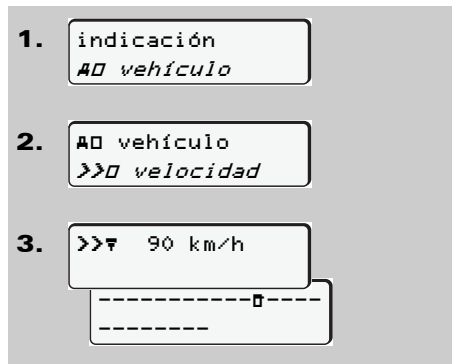 1. indicación
A□ vehículo
2. A□ vehículo
>>□ velocidad
3. >>▼ 90 km/h
------------□----
--------